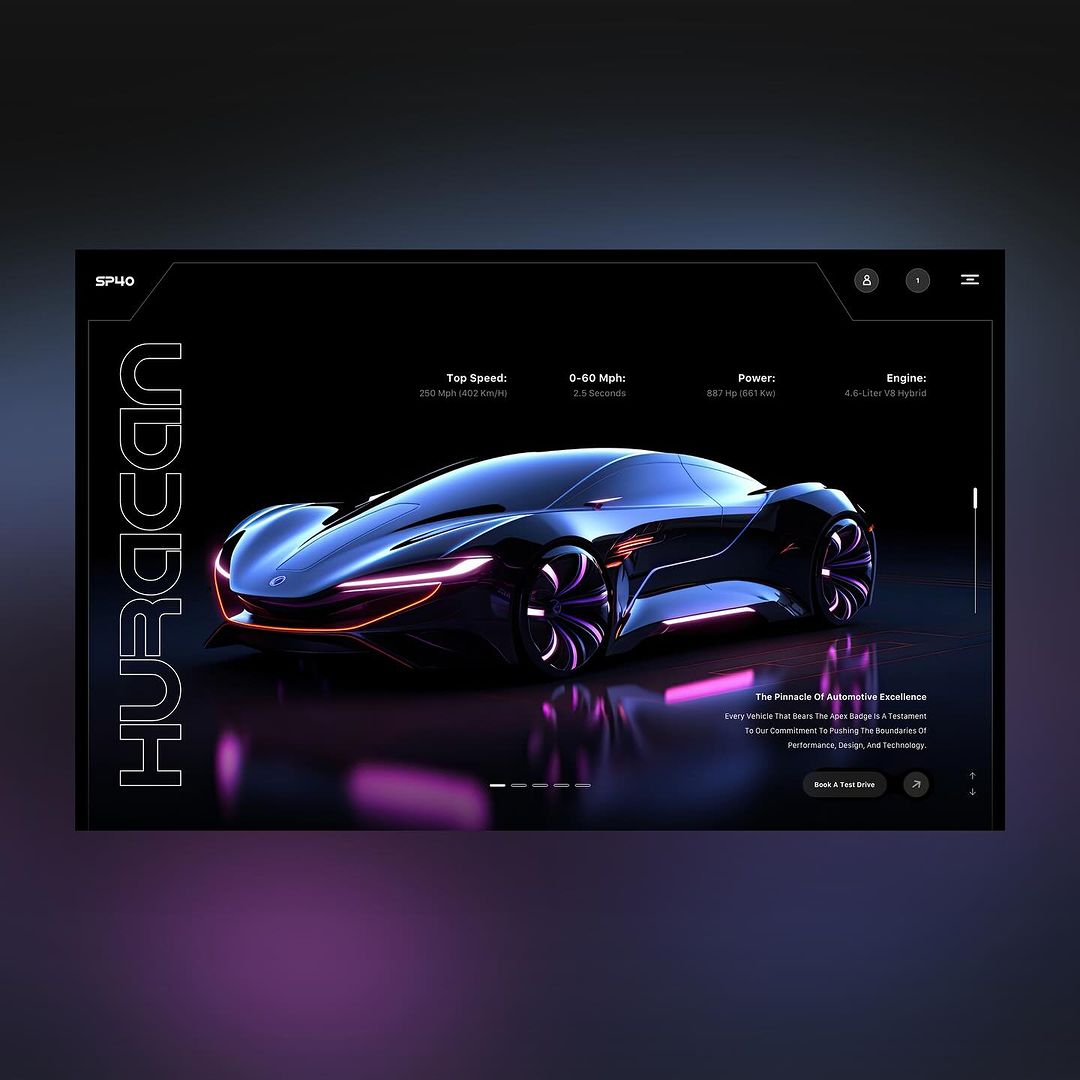 SP40
1
HURACAN
Top Speed:
250 Mph (402 Km/H)
0-60 Mph:
2.5 Seconds
Power:
887 Hp (661 Kw)
Engine:
4.6-Liter V8 Hybrid
The Pinnacle Of Automotive Excellence
Every Vehicle That Bears The Apex Badge Is A Testament
To Our Commitment To Pushing The Boundaries Of
Performance, Design, And Technology.
Book A Test Drive